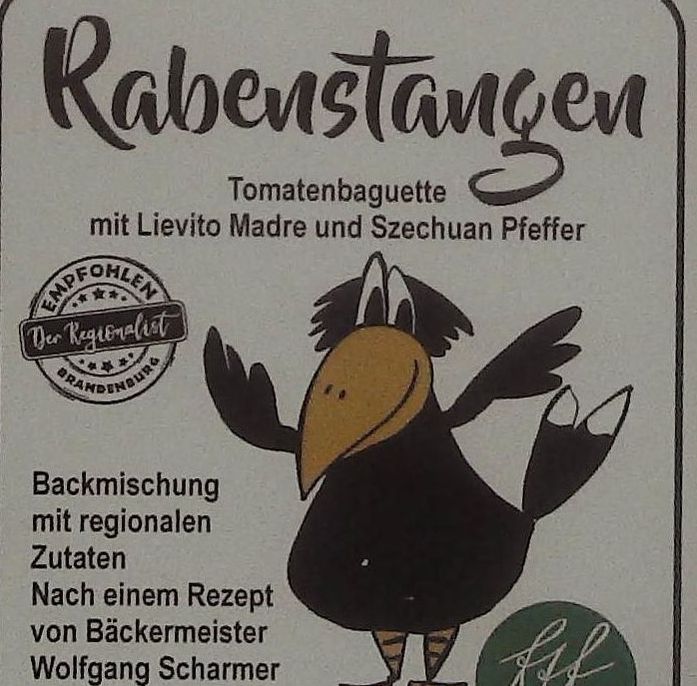 Rabenstangen
Tomatenbaguette
mit Lievito Madre und Szechuan Pfeffer
EMPFOHLEN
Der Regionalist
BRANDENBURG
Backmischung
mit regionalen
Zutaten
Nach einem Rezept
von Bäckermeister
Wolfgang Scharmer